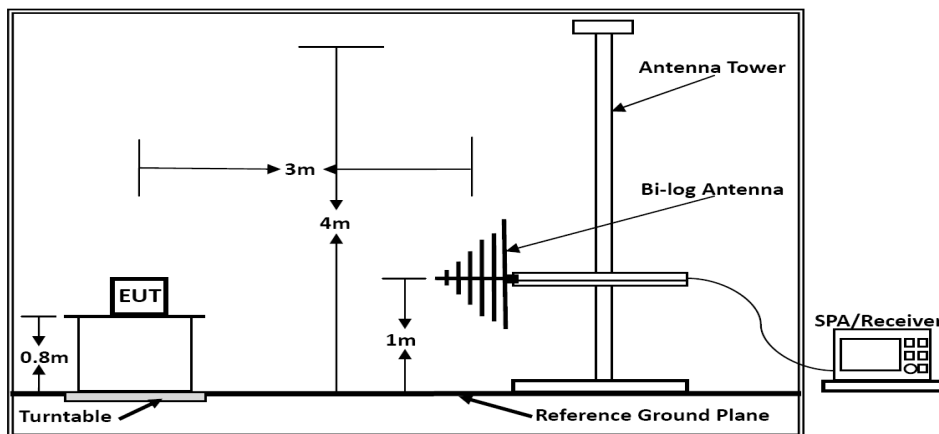 Antenna Tower
3m
Bi-log Antenna
4m
EUT
SPA/Receiver
0.8m
1m
Turntable
Reference Ground Plane